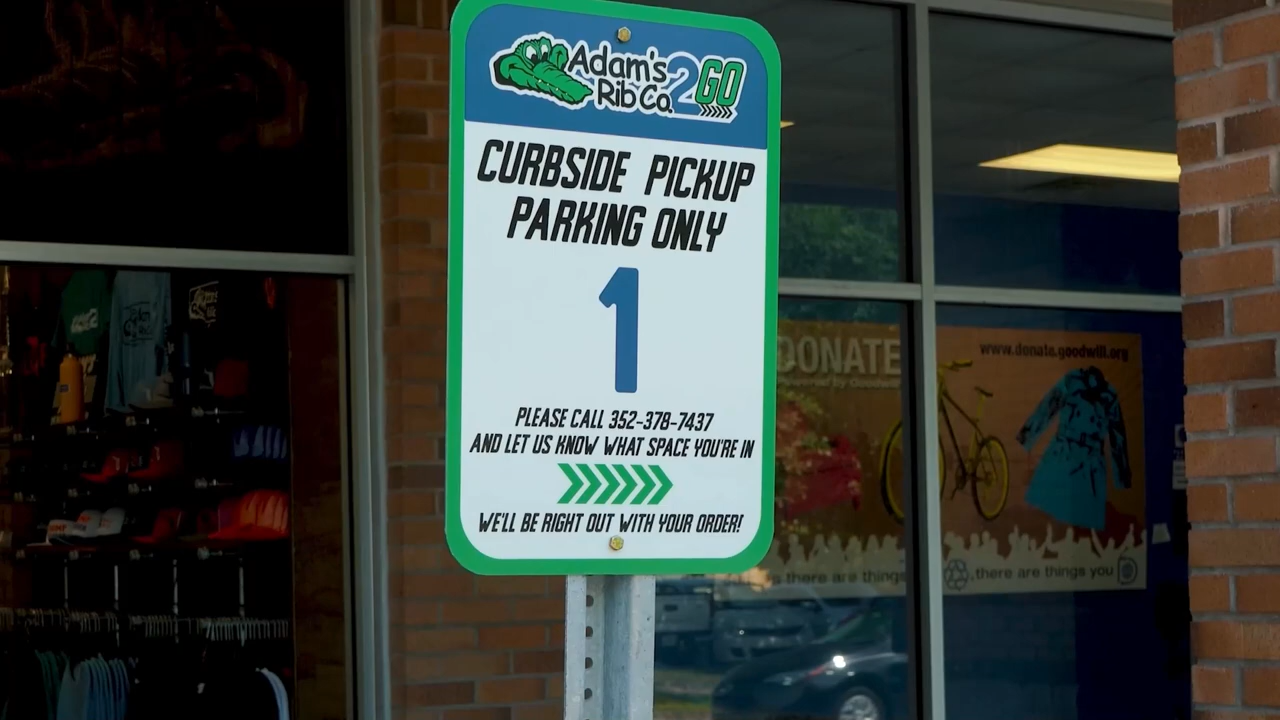 Adam's
Rib Co. 2GO
CURBSIDE PICKUP
PARKING ONLY
1
PLEASE CALL 352-378-7437
AND LET US KNOW WHAT SPACE YOU'RE IN
WE'LL BE RIGHT OUT WITH YOUR ORDER!
DONATE
www.donate.goodwill.org
there are things
,there are things you